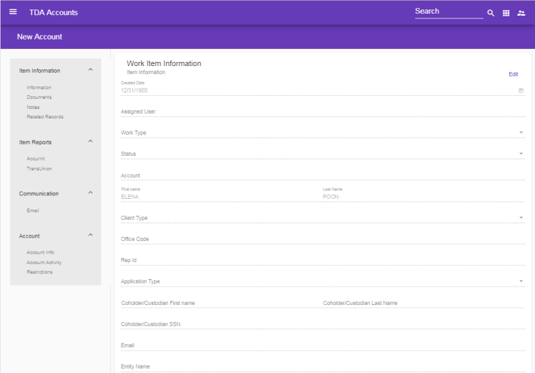 TDA Accounts
Search
New Account
Item Information
Information
Documents
Notes
Related Records
Item Reports
Acquired
TransUnion
Communication
Email
Account
Account Info
Account Activity
Restrictions
Work Item Information
Item Information
Edit
Created Date
12/31/1900
Assigned User
Work Type
Status
Account
First name
Last Name
ELENA
POON
Client Type
Office Code
Rep Id
Application Type
Coholder/Custodian First name
Coholder/Custodian Last Name
Coholder/Custodian SSN
Email
Entity Name